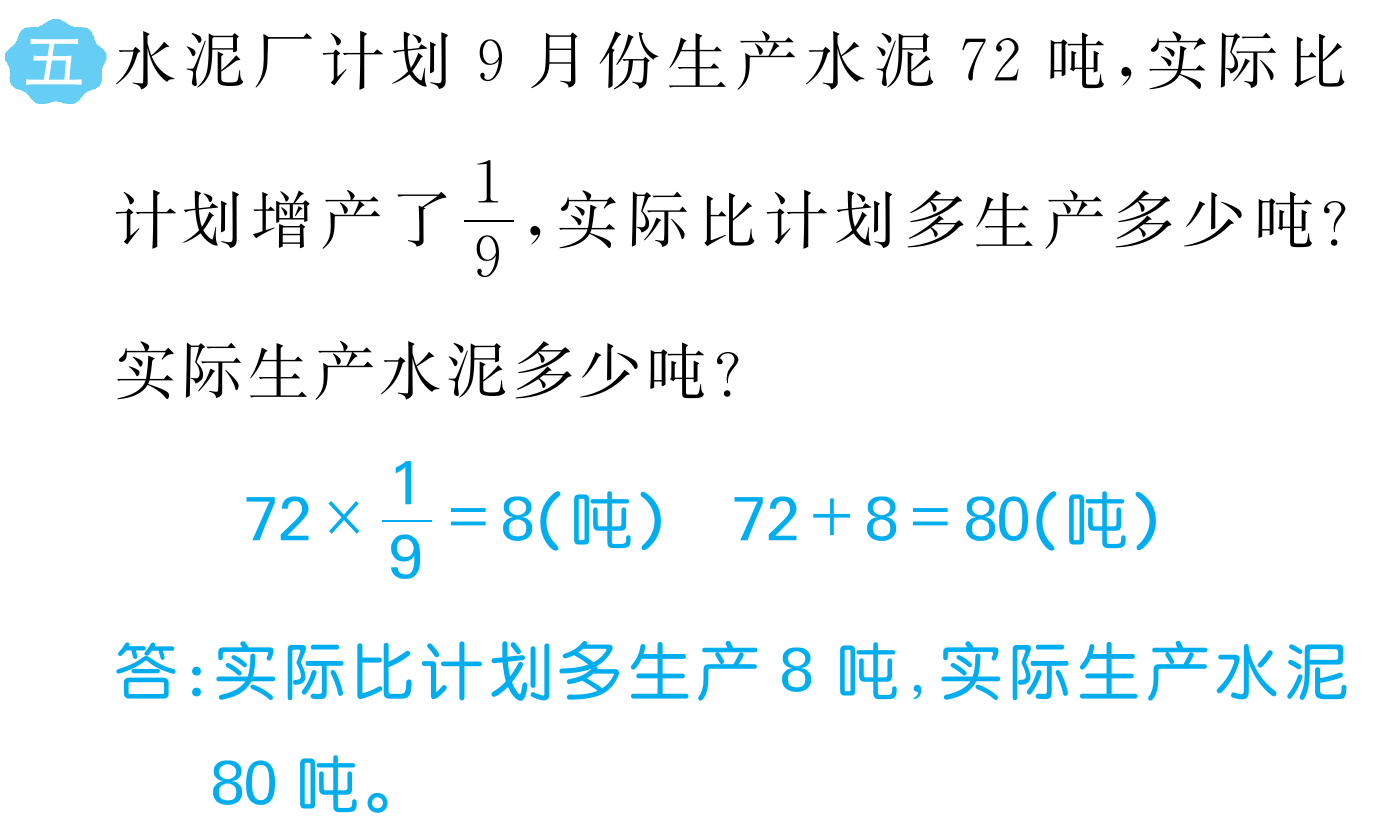 五 水泥厂计划 9 月份生产水泥 72 吨,实际比
计划增产了 1/9 ,实际比计划多生产多少吨?
实际生产水泥多少吨?
72 × 1/9 = 8(吨) 72 + 8 = 80(吨)
答:实际比计划多生产 8 吨,实际生产水泥
80 吨。